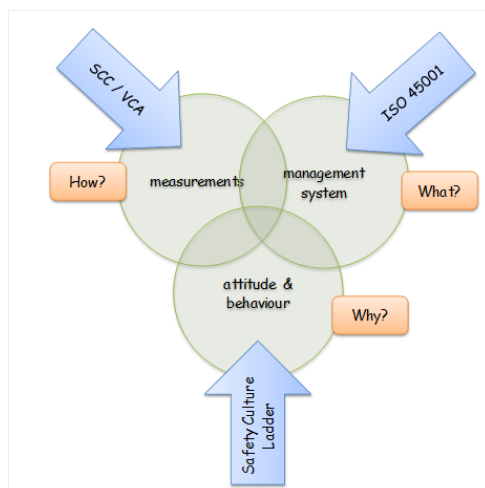 SCC / VCA
ISO 45001
How?
measurements
management
system
What?
attitude &
behaviour
Why?
Safety Culture
Ladder